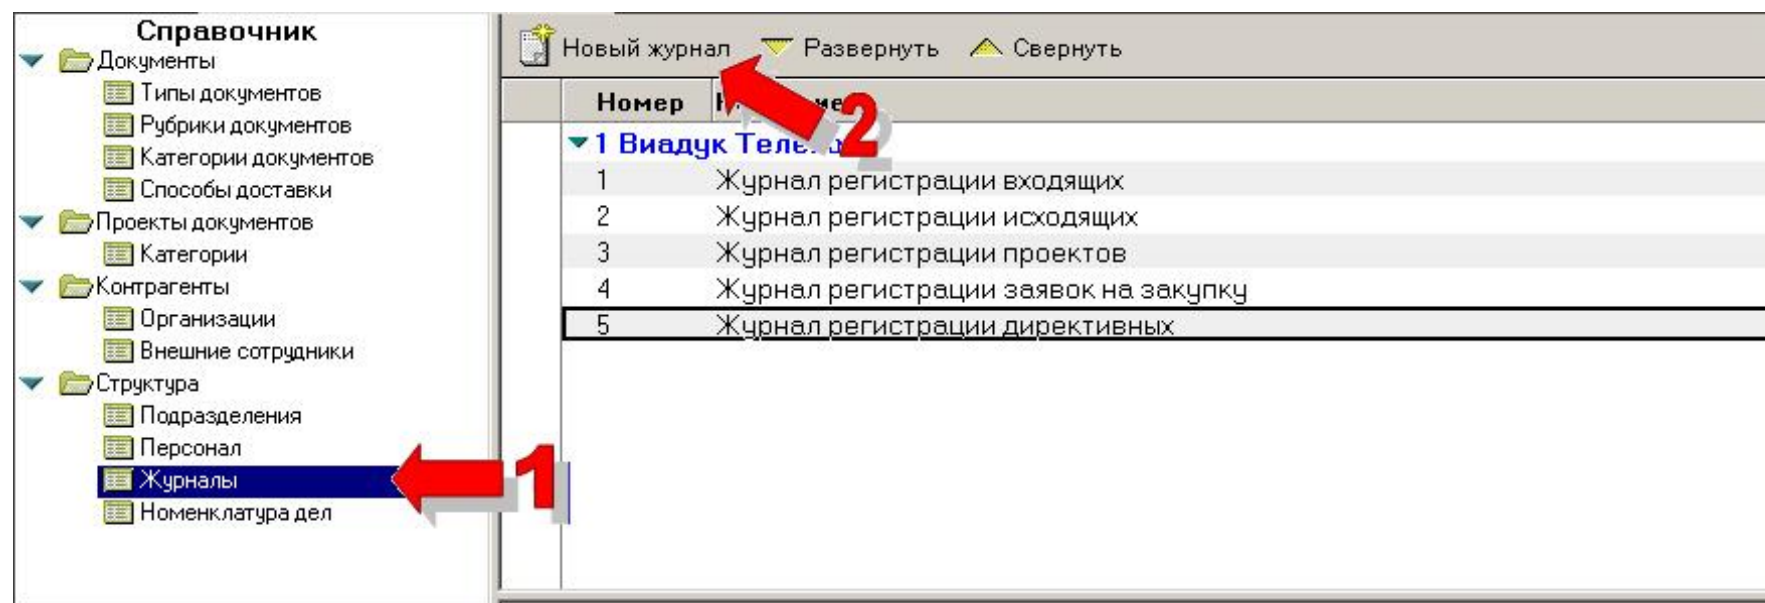 Справочник
Документы
Типы документов
Рубрики документов
Категории документов
Способы доставки
Проекты документов
Категории
Контрагенты
Организации
Внешние сотрудники
Структура
Подразделения
Персонал
Журналы
Номенклатура дел
1
Новый журнал Развернуть Свернуть
2
Номер
1 Виадук
1 Журнал регистрации входящих
2 Журнал регистрации исходящих
3 Журнал регистрации проектов
4 Журнал регистрации заявок на закупку
5 Журнал регистрации директивных